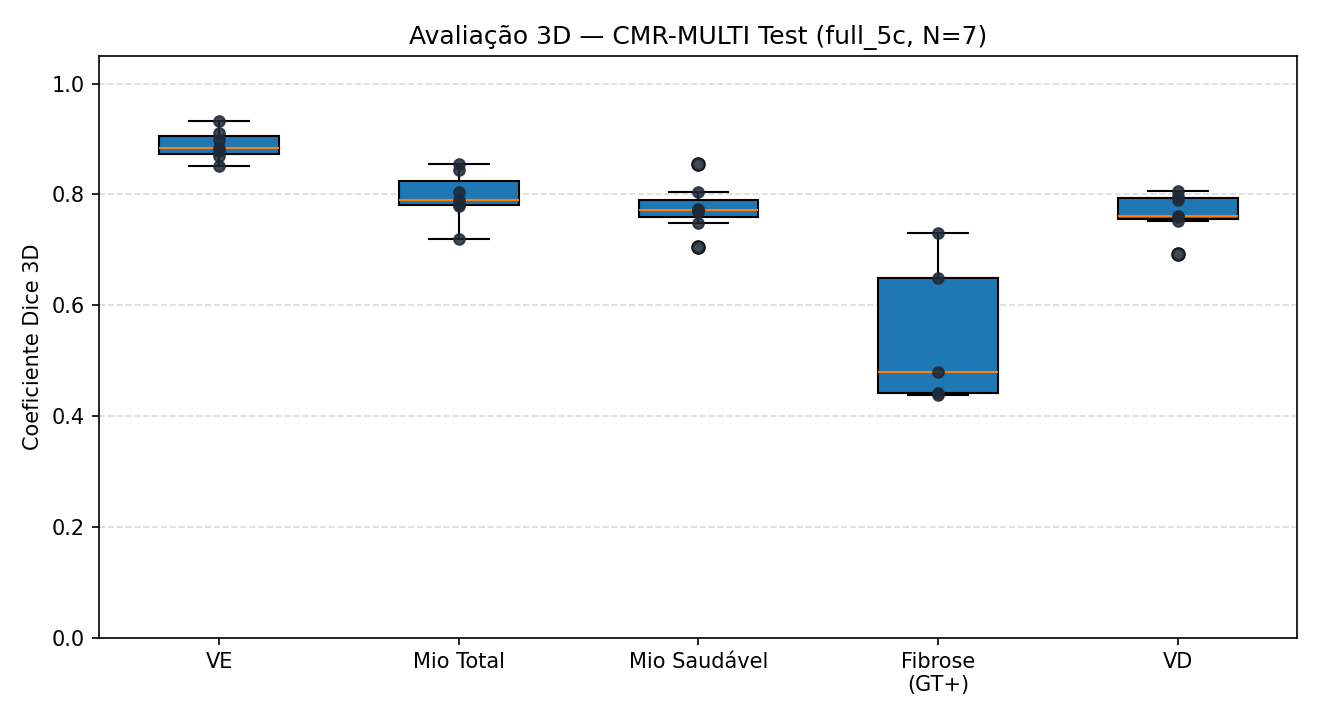 Avaliação 3D — CMR-MULTI Test (full_5c, N=7)
Coeficiente Dice 3D
1.0
0.8
0.6
0.4
0.2
0.0
VE
Mio Total
Mio Saudável
Fibrose
(GT+)
VD